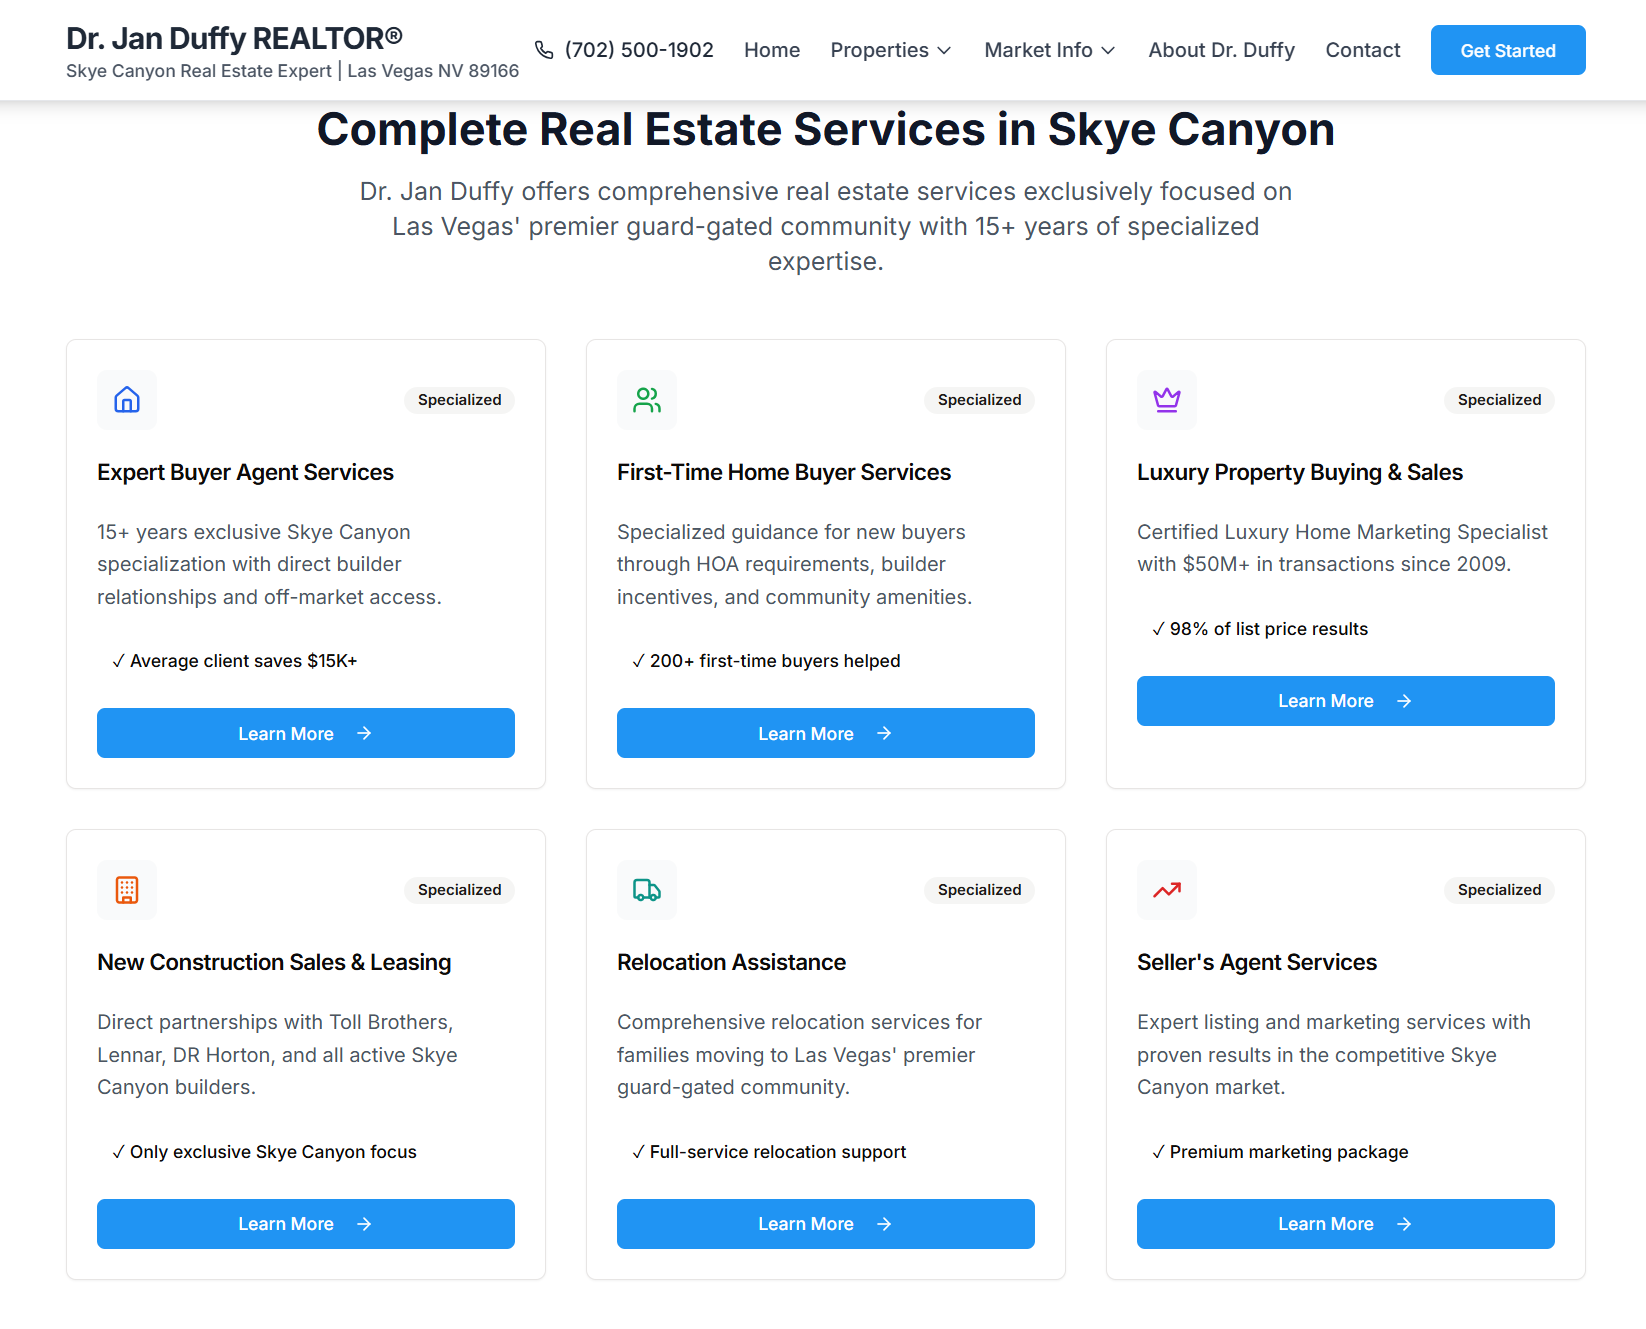 Dr. Jan Duffy REALTOR®
Skye Canyon Real Estate Expert | Las Vegas NV 89166
(702) 500-1902
Home
Properties
Market Info
About Dr. Duffy
Contact
Get Started
Complete Real Estate Services in Skye Canyon
Dr. Jan Duffy offers comprehensive real estate services exclusively focused on
Las Vegas' premier guard-gated community with 15+ years of specialized
expertise.
Specialized
Expert Buyer Agent Services
15+ years exclusive Skye Canyon
specialization with direct builder
relationships and off-market access.
✓ Average client saves $15K+
Learn More →
Specialized
First-Time Home Buyer Services
Specialized guidance for new buyers
through HOA requirements, builder
incentives, and community amenities.
✓ 200+ first-time buyers helped
Learn More →
Specialized
Luxury Property Buying & Sales
Certified Luxury Home Marketing Specialist
with $50M+ in transactions since 2009.
✓ 98% of list price results
Learn More →
Specialized
New Construction Sales & Leasing
Direct partnerships with Toll Brothers,
Lennar, DR Horton, and all active Skye
Canyon builders.
✓ Only exclusive Skye Canyon focus
Learn More →
Specialized
Relocation Assistance
Comprehensive relocation services for
families moving to Las Vegas' premier
guard-gated community.
✓ Full-service relocation support
Learn More →
Specialized
Seller's Agent Services
Expert listing and marketing services with
proven results in the competitive Skye
Canyon market.
✓ Premium marketing package
Learn More →